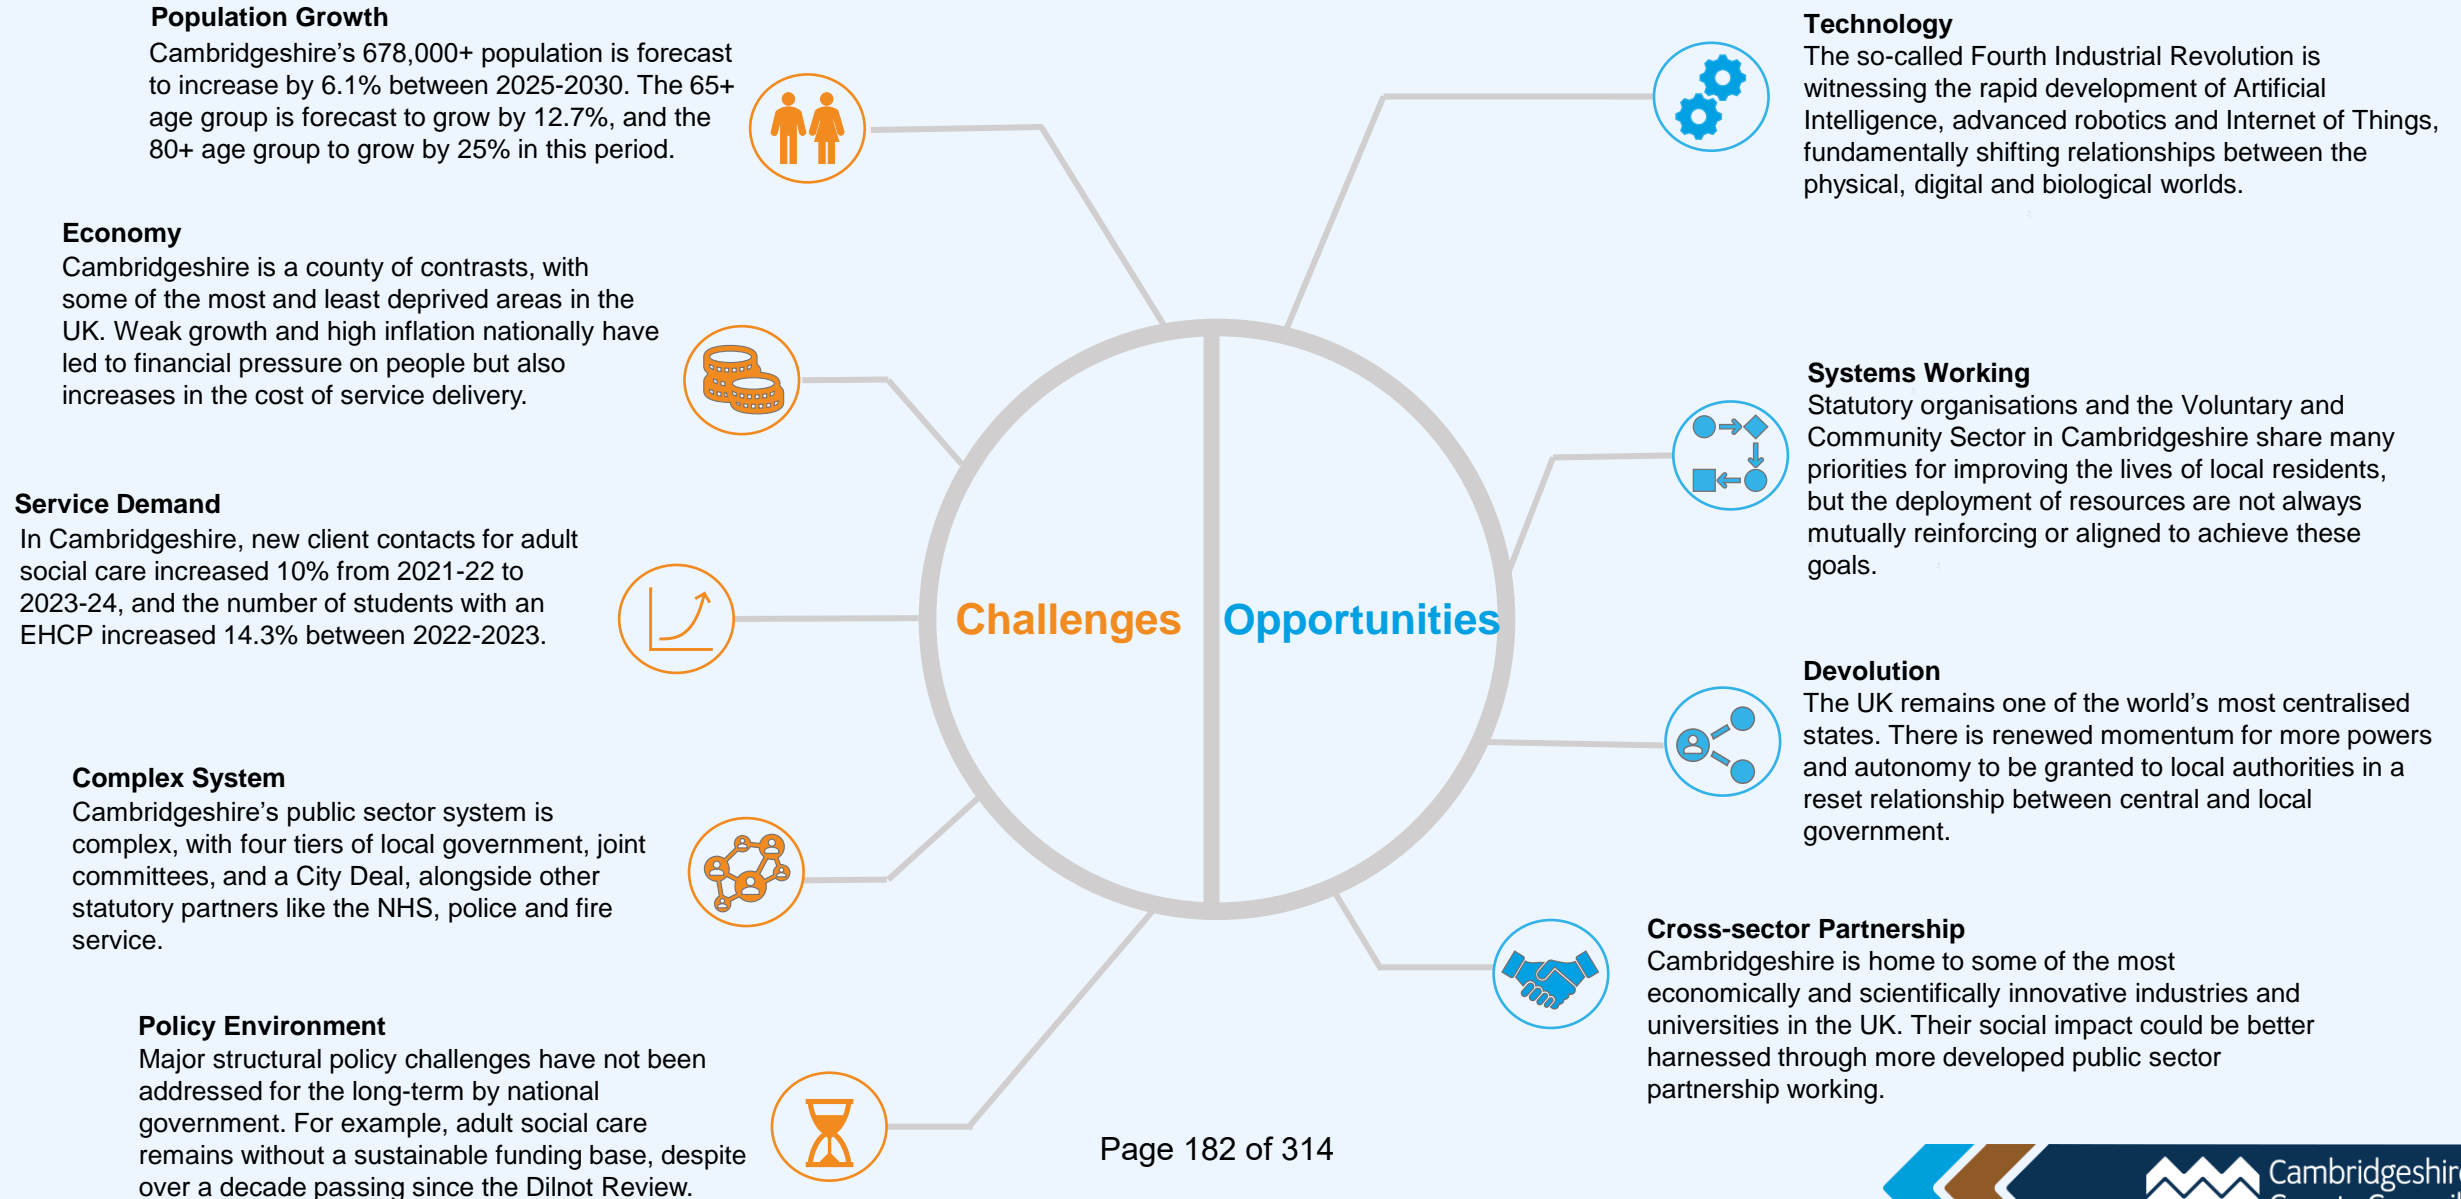 Population Growth
Cambridgeshire's 678,000+ population is forecast
to increase by 6.1% between 2025-2030. The 65+
age group is forecast to grow by 12.7%, and the
80+ age group to grow by 25% in this period.
Economy
Cambridgeshire is a county of contrasts, with
some of the most and least deprived areas in the
UK. Weak growth and high inflation nationally have
led to financial pressure on people but also
increases in the cost of service delivery.
Service Demand
In Cambridgeshire, new client contacts for adult
social care increased 10% from 2021-22 to
2023-24, and the number of students with an
EHCP increased 14.3% between 2022-2023.
Complex System
Cambridgeshire's public sector system is
complex, with four tiers of local government, joint
committees, and a City Deal, alongside other
statutory partners like the NHS, police and fire
service.
Policy Environment
Major structural policy challenges have not been
addressed for the long-term by national
government. For example, adult social care
remains without a sustainable funding base, despite
over a decade passing since the Dilnot Review.
Challenges
Opportunities
Technology
The so-called Fourth Industrial Revolution is
witnessing the rapid development of Artificial
Intelligence, advanced robotics and Internet of Things,
fundamentally shifting relationships between the
physical, digital and biological worlds.
Systems Working
Statutory organisations and the Voluntary and
Community Sector in Cambridgeshire share many
priorities for improving the lives of local residents,
but the deployment of resources are not always
mutually reinforcing or aligned to achieve these
goals.
Devolution
The UK remains one of the world's most centralised
states. There is renewed momentum for more powers
and autonomy to be granted to local authorities in a
reset relationship between central and local
government.
Cross-sector Partnership
Cambridgeshire is home to some of the most
economically and scientifically innovative industries and
universities in the UK. Their social impact could be better
harnessed through more developed public sector
partnership working.
Page 182 of 314
Cambridgeshir